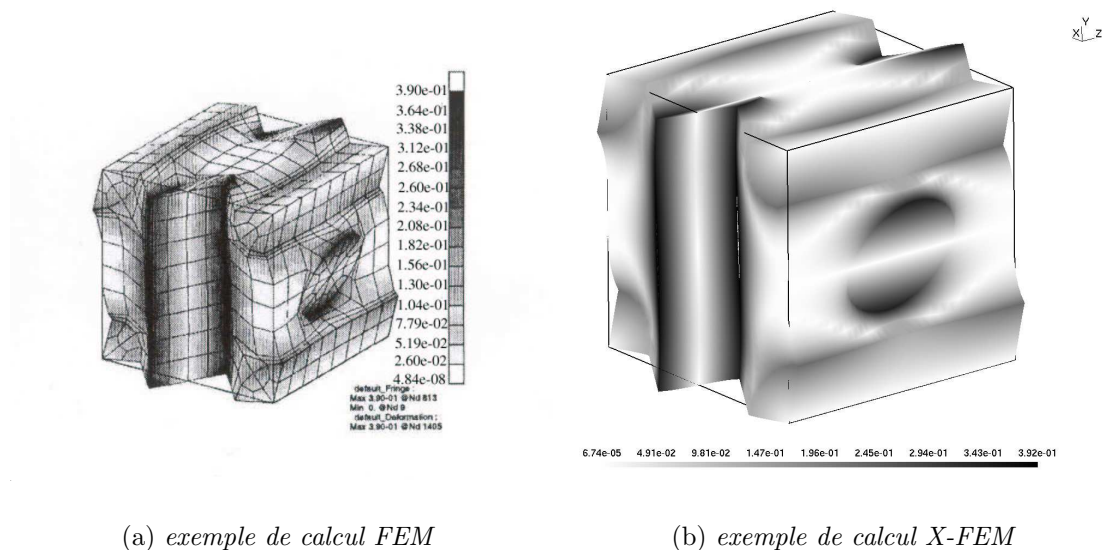 3.90e-01
3.64e-01
3.38e-01
3.12e-01
2.68e-01
2.60e-01
2.34e-01
2.08e-01
1.82e-01
1.56e-01
1.30e-01
1.04e-01
7.79e-02
5.19e-02
2.60e-02
4.84e-08
default_Fringe :
Max 3.90-01 @Nd 813
Min 0. @Nd 9
default_Deformation :
Max 3.90-01 @Nd 1405
Y
X Z
6.74e-05 4.91e-02 9.81e-02 1.47e-01 1.96e-01 2.45e-01 2.94e-01 3.43e-01 3.92e-01
(a) exemple de calcul FEM
(b) exemple de calcul X-FEM